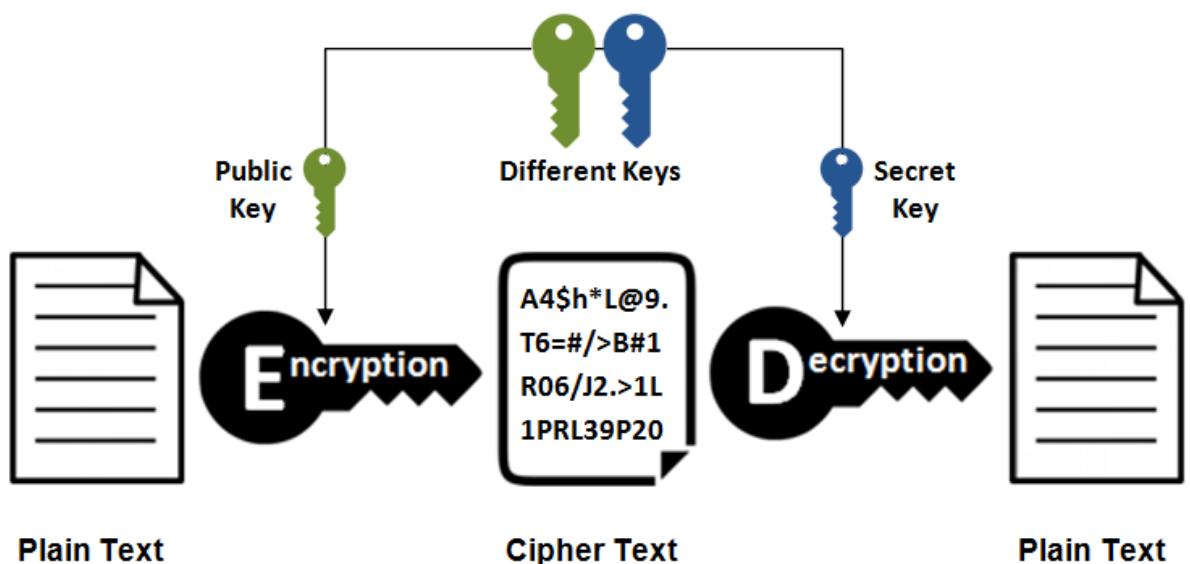 Public
Key
Different Keys
Secret
Key
Encryption
A4$h*L@9.
T6=#/>B#1
R06/J2.>1L
1PRL39P20
Decryption
Plain Text
Cipher Text
Plain Text